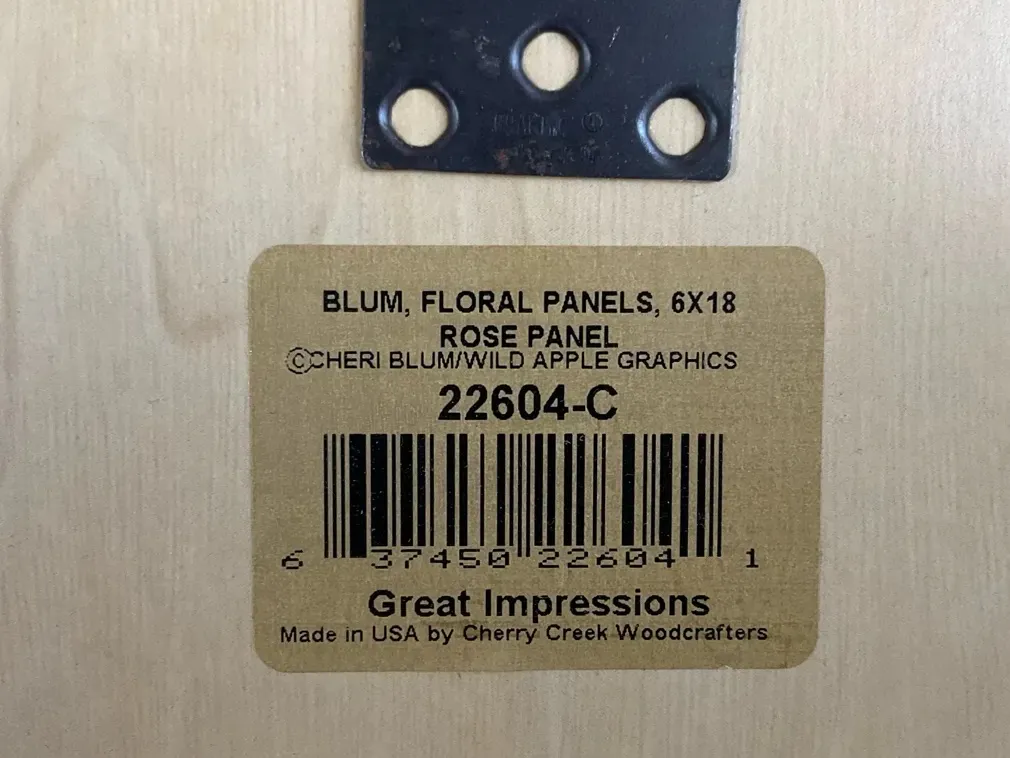 BLUM, FLORAL PANELS, 6X18
ROSE PANEL
©CHERI BLUM/WILD APPLE GRAPHICS
22604-C
6 37450 22604 1
Great Impressions
Made in USA by Cherry Creek Woodcrafters